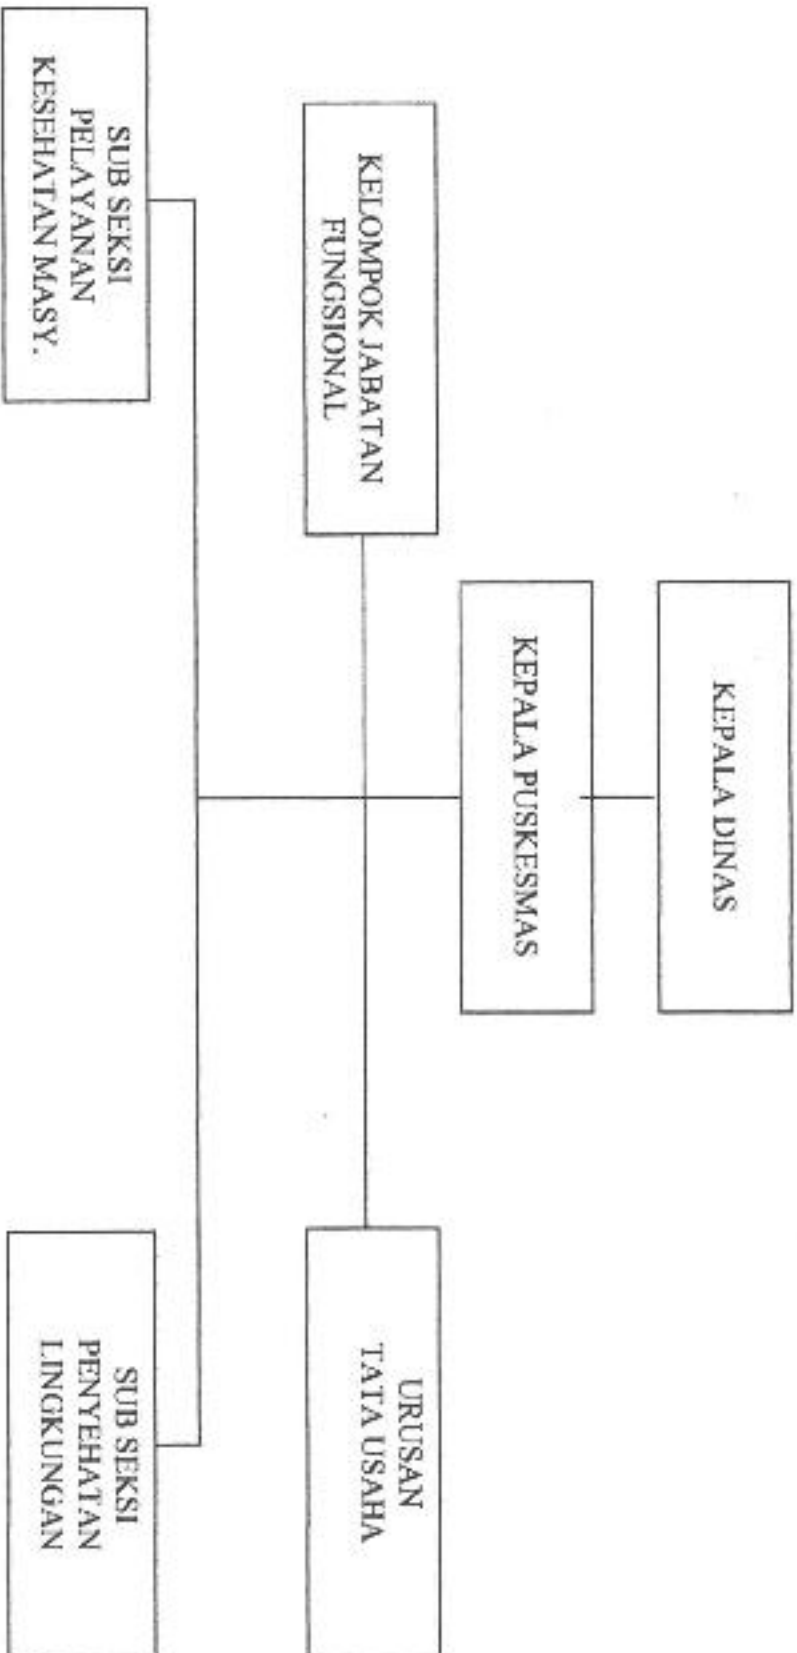 KEPALA DINAS
KEPALA PUSKESMAS
KELOMPOK JABATAN
FUNGSIONAL
URUSAN
TATA USAHA
SUB SEKSI
PELAYANAN
KESEHATAN MASY.
SUB SEKSI
PENYEHATAN
LINGKUNGAN